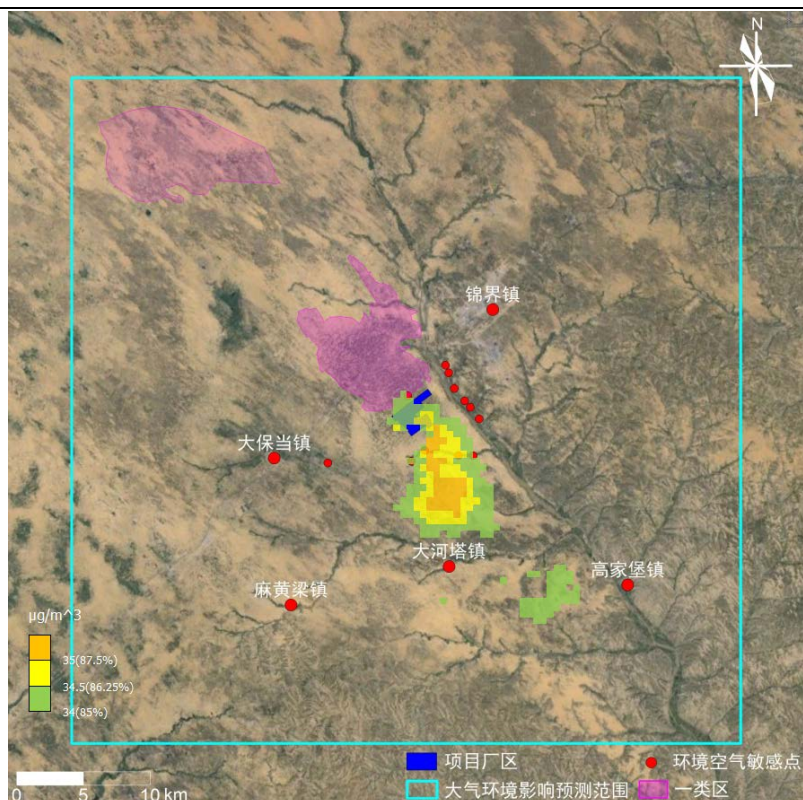 N
锦界镇
大保当镇
大河塔镇
高家堡镇
麻黄梁镇
μg/m^3
35(87.5%)
34.5(86.25%)
34(85%)
项目厂区
环境空气敏感点
0 5 10 km
大气环境影响预测范围
一类区